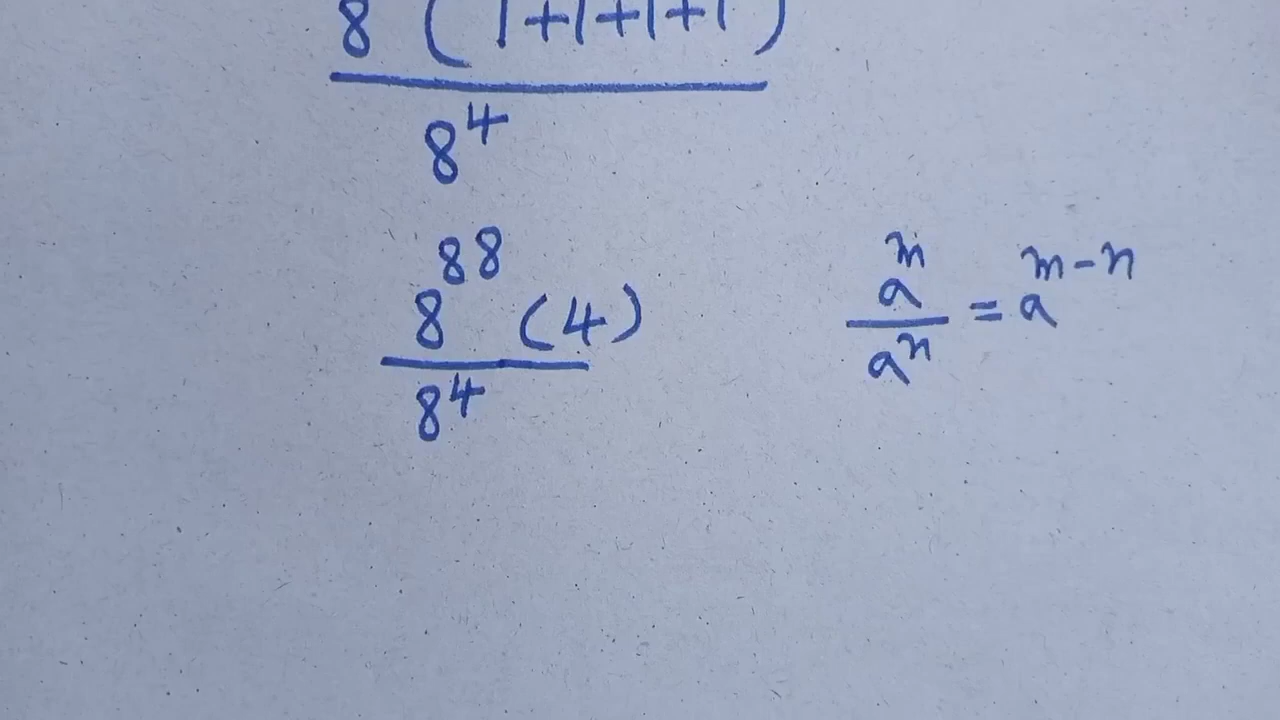 8 (1+1+1+1)
8⁴
8⁸⁸ (4)
8⁴
aᵐ/aⁿ = aᵐ⁻ⁿ